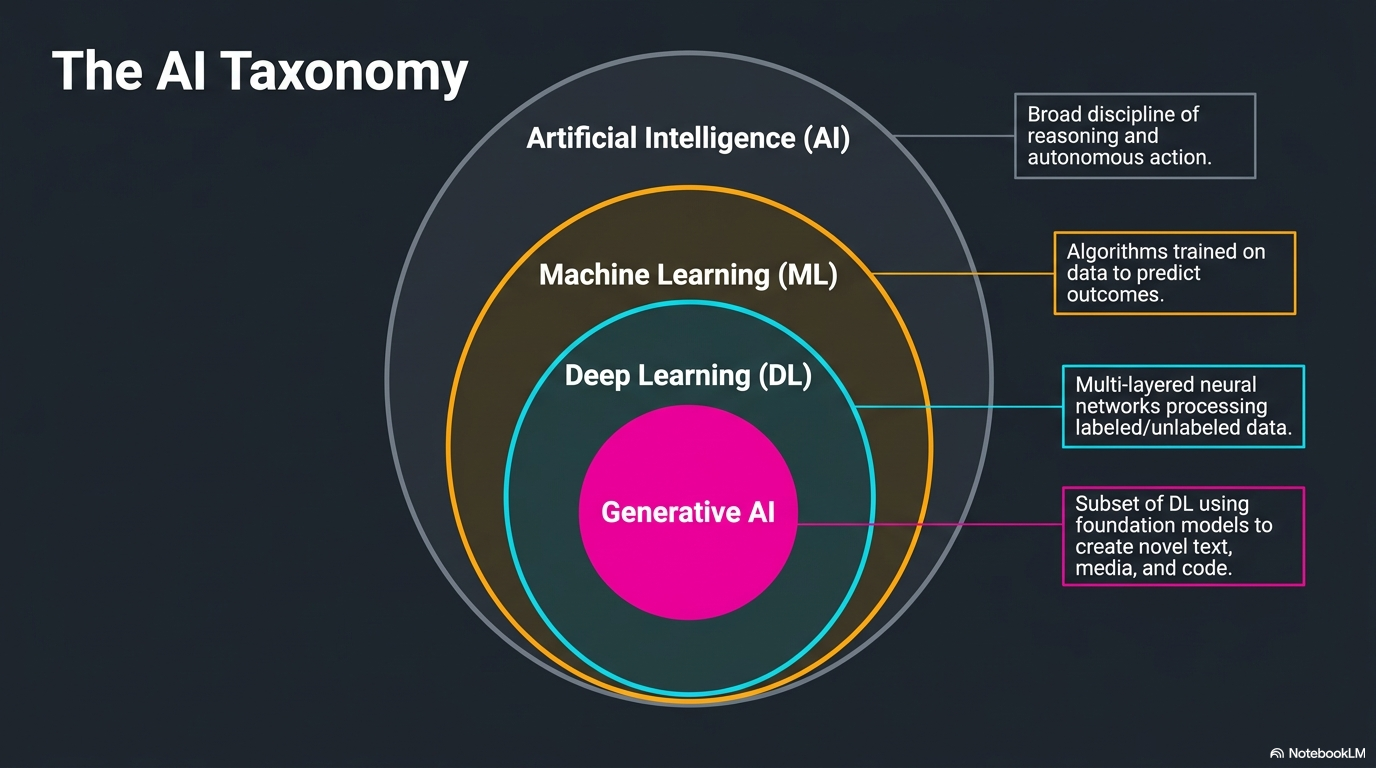 The AI Taxonomy
Artificial Intelligence (AI)
Broad discipline of
reasoning and
autonomous action.
Machine Learning (ML)
Algorithms trained on
data to predict
outcomes.
Deep Learning (DL)
Multi-layered neural
networks processing
labeled/unlabeled data.
Generative AI
Subset of DL using
foundation models to
create novel text,
media, and code.
NotebookLM